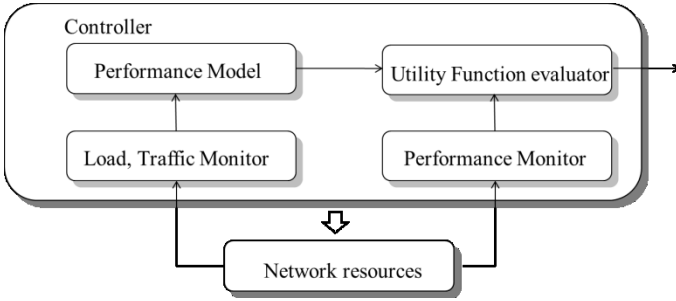 Controller
Performance Model
Utility Function evaluator
Load, Traffic Monitor
Performance Monitor
Network resources